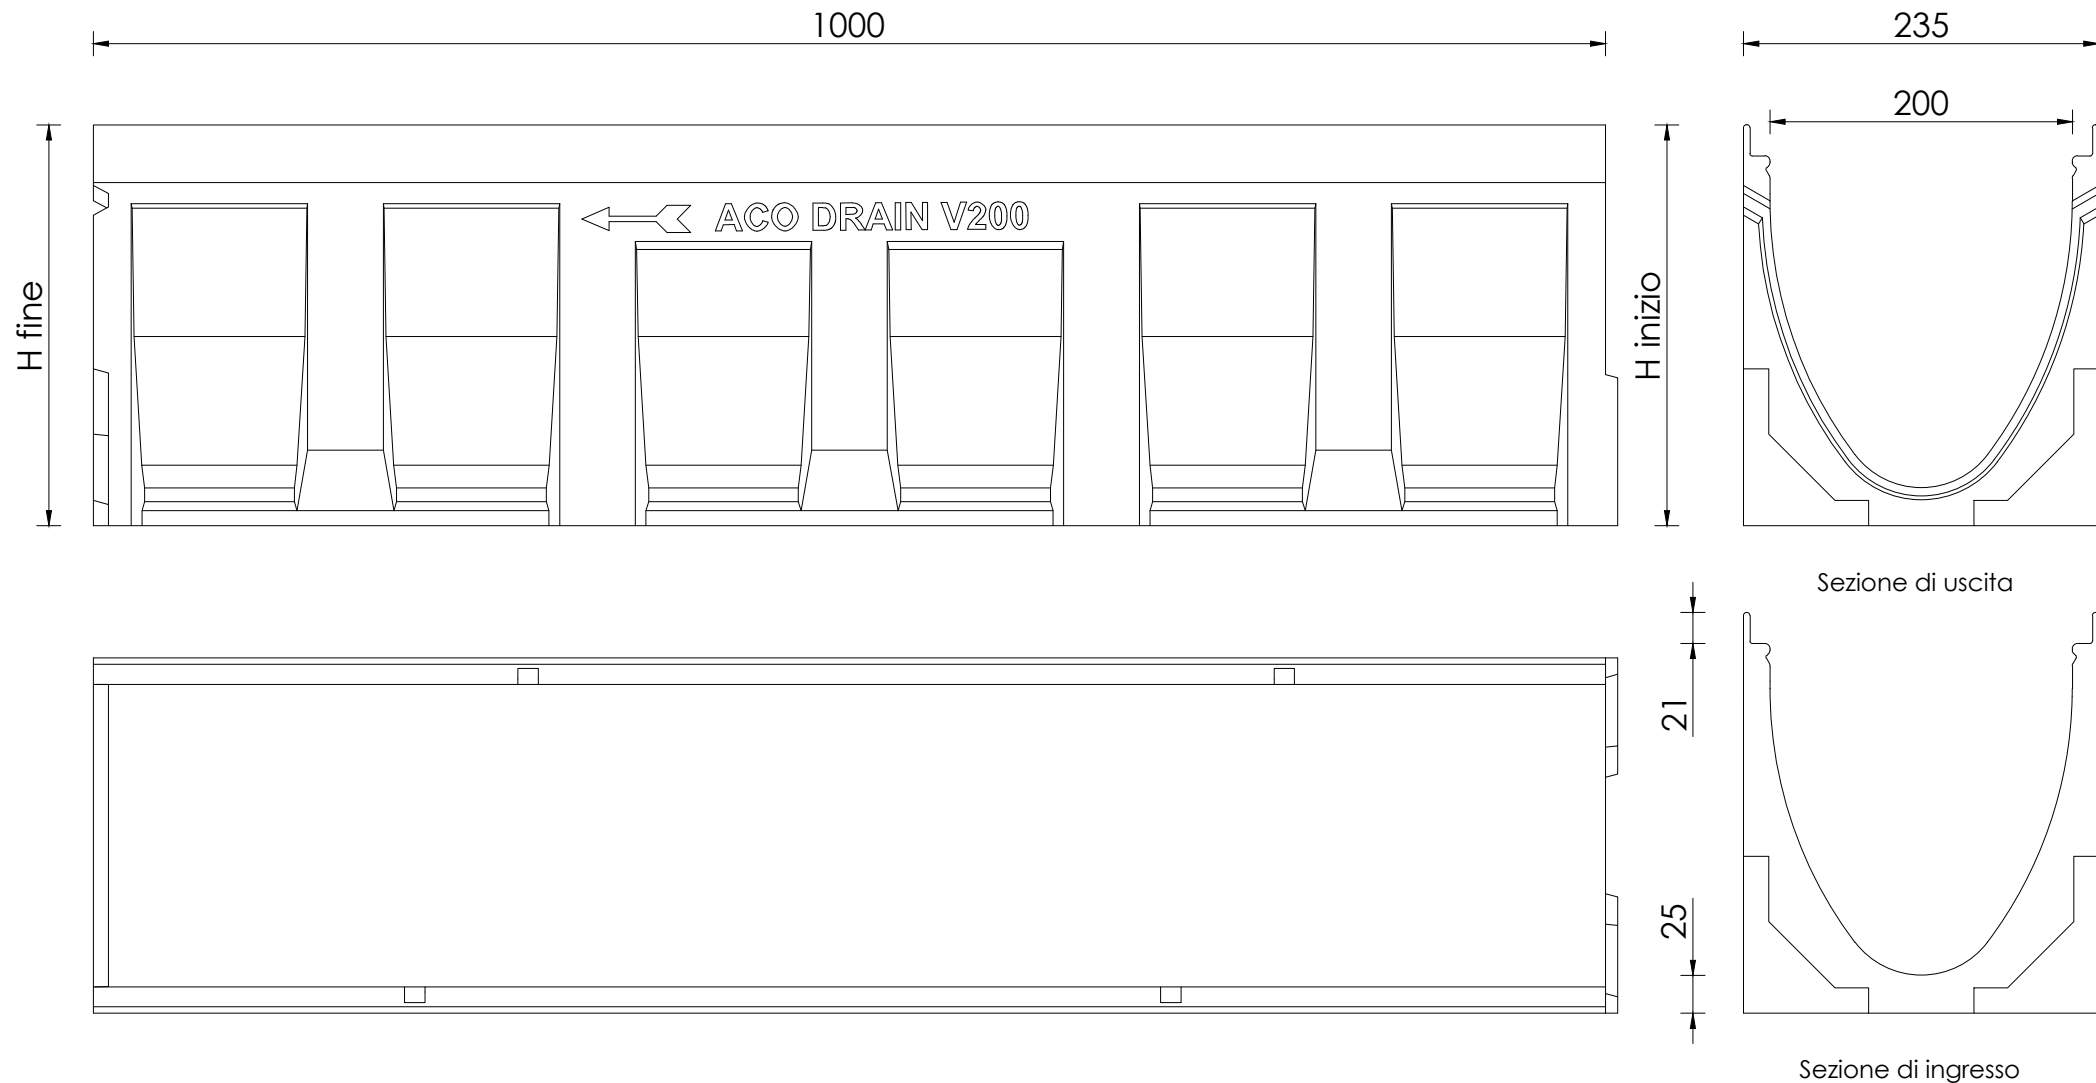 1000
235
200
ACO DRAIN V200
H fine
H inizio
Sezione di uscita
21
25
Sezione di ingresso